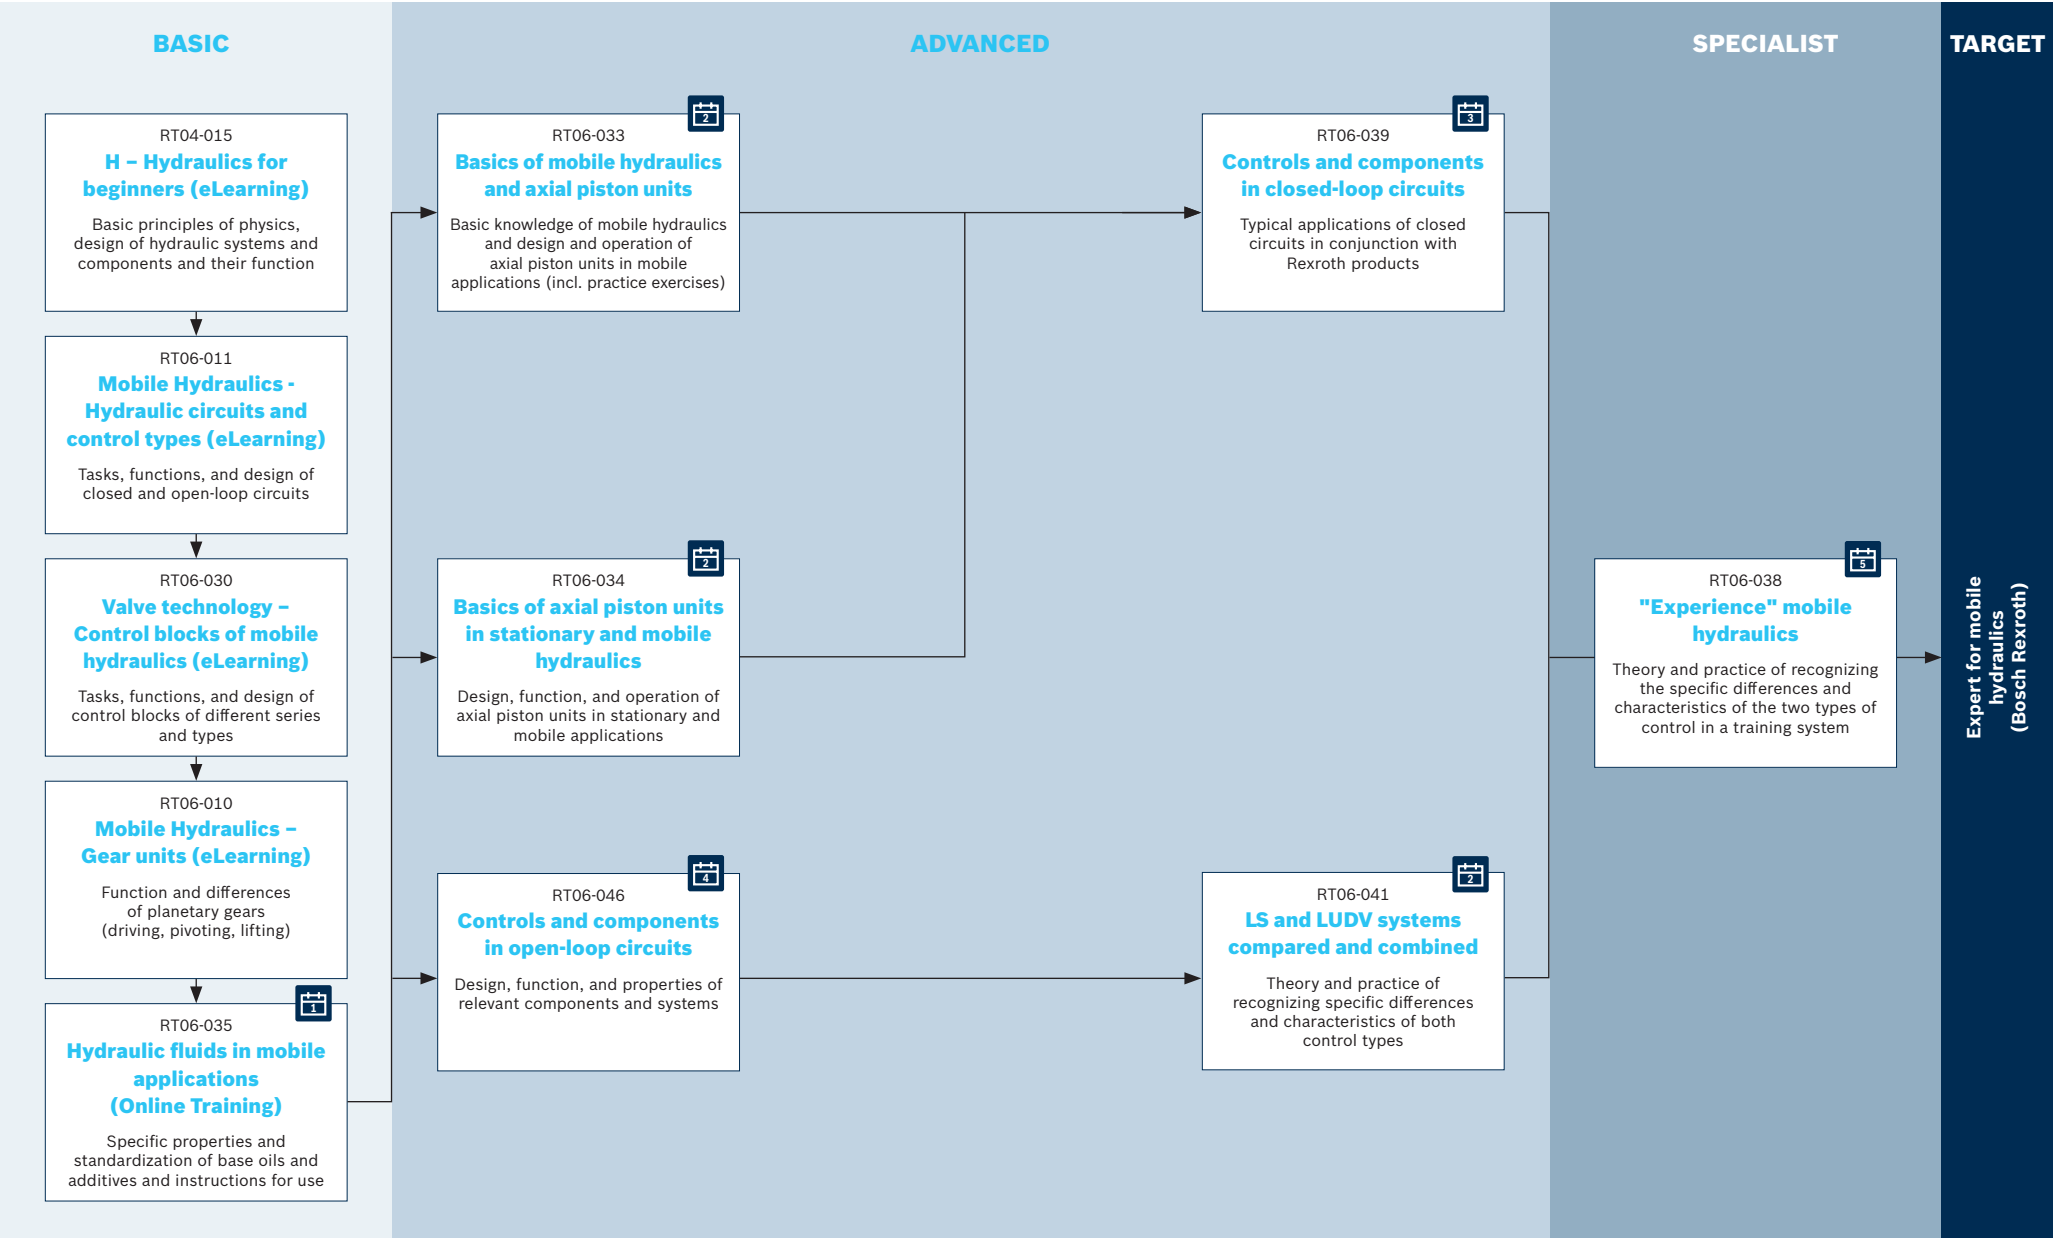 BASIC
ADVANCED
SPECIALIST
TARGET
RT04-015
H – Hydraulics for
beginners (eLearning)
Basic principles of physics,
design of hydraulic systems and
components and their function
RT06-011
Mobile Hydraulics -
Hydraulic circuits and
control types (eLearning)
Tasks, functions, and design of
closed and open-loop circuits
RT06-030
Valve technology –
Control blocks of mobile
hydraulics (eLearning)
Tasks, functions, and design of
control blocks of different series
and types
RT06-010
Mobile Hydraulics –
Gear units (eLearning)
Function and differences
of planetary gears
(driving, pivoting, lifting)
1
RT06-035
Hydraulic fluids in mobile
applications
(Online Training)
Specific properties and
standardization of base oils and
additives and instructions for use
2
RT06-033
Basics of mobile hydraulics
and axial piston units
Basic knowledge of mobile hydraulics
and design and operation of
axial piston units in mobile
applications (incl. practice exercises)
2
RT06-034
Basics of axial piston units
in stationary and mobile
hydraulics
Design, function, and operation of
axial piston units in stationary and
mobile applications
4
RT06-046
Controls and components
in open-loop circuits
Design, function, and properties of
relevant components and systems
3
RT06-039
Controls and components
in closed-loop circuits
Typical applications of closed
circuits in conjunction with
Rexroth products
2
RT06-041
LS and LUDV systems
compared and combined
Theory and practice of
recognizing specific differences
and characteristics of both
control types
5
RT06-038
"Experience" mobile
hydraulics
Theory and practice of recognizing
the specific differences and
characteristics of the two types of
control in a training system
Expert for mobile
hydraulics
(Bosch Rexroth)